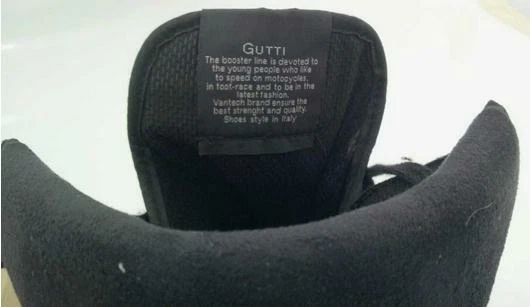 GUTTI
The booster line is devoted to
the young people who like
to speed on motocycles.
in foot-race and to be in the
latest fashion.
Vantech brand ensure the
best strenght and quality.
Shoes style in Italy